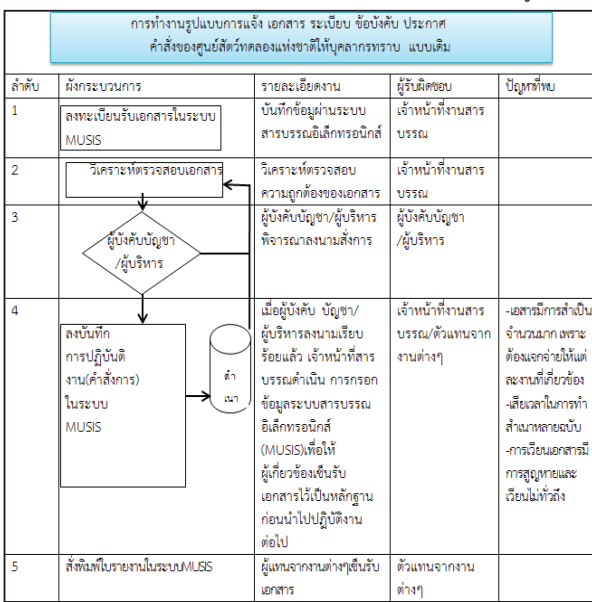 การทำงานรูปแบบการแจ้ง เอกสาร ระเบียบ ข้อบังคับ ประกาศ
คำสั่งของศูนย์สัตว์ทดลองแห่งชาติให้บุคลากรทราบ แบบเดิม
ลำดับ
ผังกระบวนการ
รายละเอียดงาน
ผู้รับผิดชอบ
ปัญหาที่พบ
1
ลงทะเบียนรับเอกสารในระบบ
MUSIS
บันทึกข้อมูลผ่านระบบ
สารบรรณอิเล็กทรอนิกส์
เจ้าหน้าที่งานสาร
บรรณ
2
วิเคราะห์ตรวจสอบเอกสาร
วิเคราะห์ตรวจสอบ
ความถูกต้องของเอกสาร
เจ้าหน้าที่งานสาร
บรรณ
3
ผู้บังคับบัญชา
/ผู้บริหาร
ผู้บังคับบัญชา/ผู้บริหาร
พิจารณาลงนามสั่งการ
ผู้บังคับบัญชา
/ผู้บริหาร
4
ลงบันทึก
การปฏิบัติ
งาน(คำสั่งการ)
ในระบบ
MUSIS
สำ
เนา
เมื่อผู้บังคับ บัญชา/
ผู้บริหารลงนามเรียบ
ร้อยแล้ว เจ้าหน้าที่สาร
บรรณดำเนิน การกรอก
ข้อมูลระบบสารบรรณ
อิเล็กทรอนิกส์
(MUSIS)เพื่อให้
ผู้เกี่ยวข้องเซ็นรับ
เอกสารไว้เป็นหลักฐาน
ก่อนนำไปปฏิบัติงาน
ต่อไป
เจ้าหน้าที่งานสาร
บรรณ/ตัวแทนจาก
งานต่างๆ
-เอสารมีการสำเป็น
จำนวนมาก เพราะ
ต้องแจกจ่ายให้แต่
ละงานที่เกี่ยวข้อง
-เสียเวลาในการทำ
สำเนาหลายฉบับ
-การเวียนเอกสารมี
การสูญหายและ
เวียนไม่ทั่วถึง
5
สั่งพิมพ์ใบรายงานในระบบMUSIS
ผู้แทนจากงานต่างๆเซ็นรับ
เอกสาร
ตัวแทนจากงาน
ต่างๆ